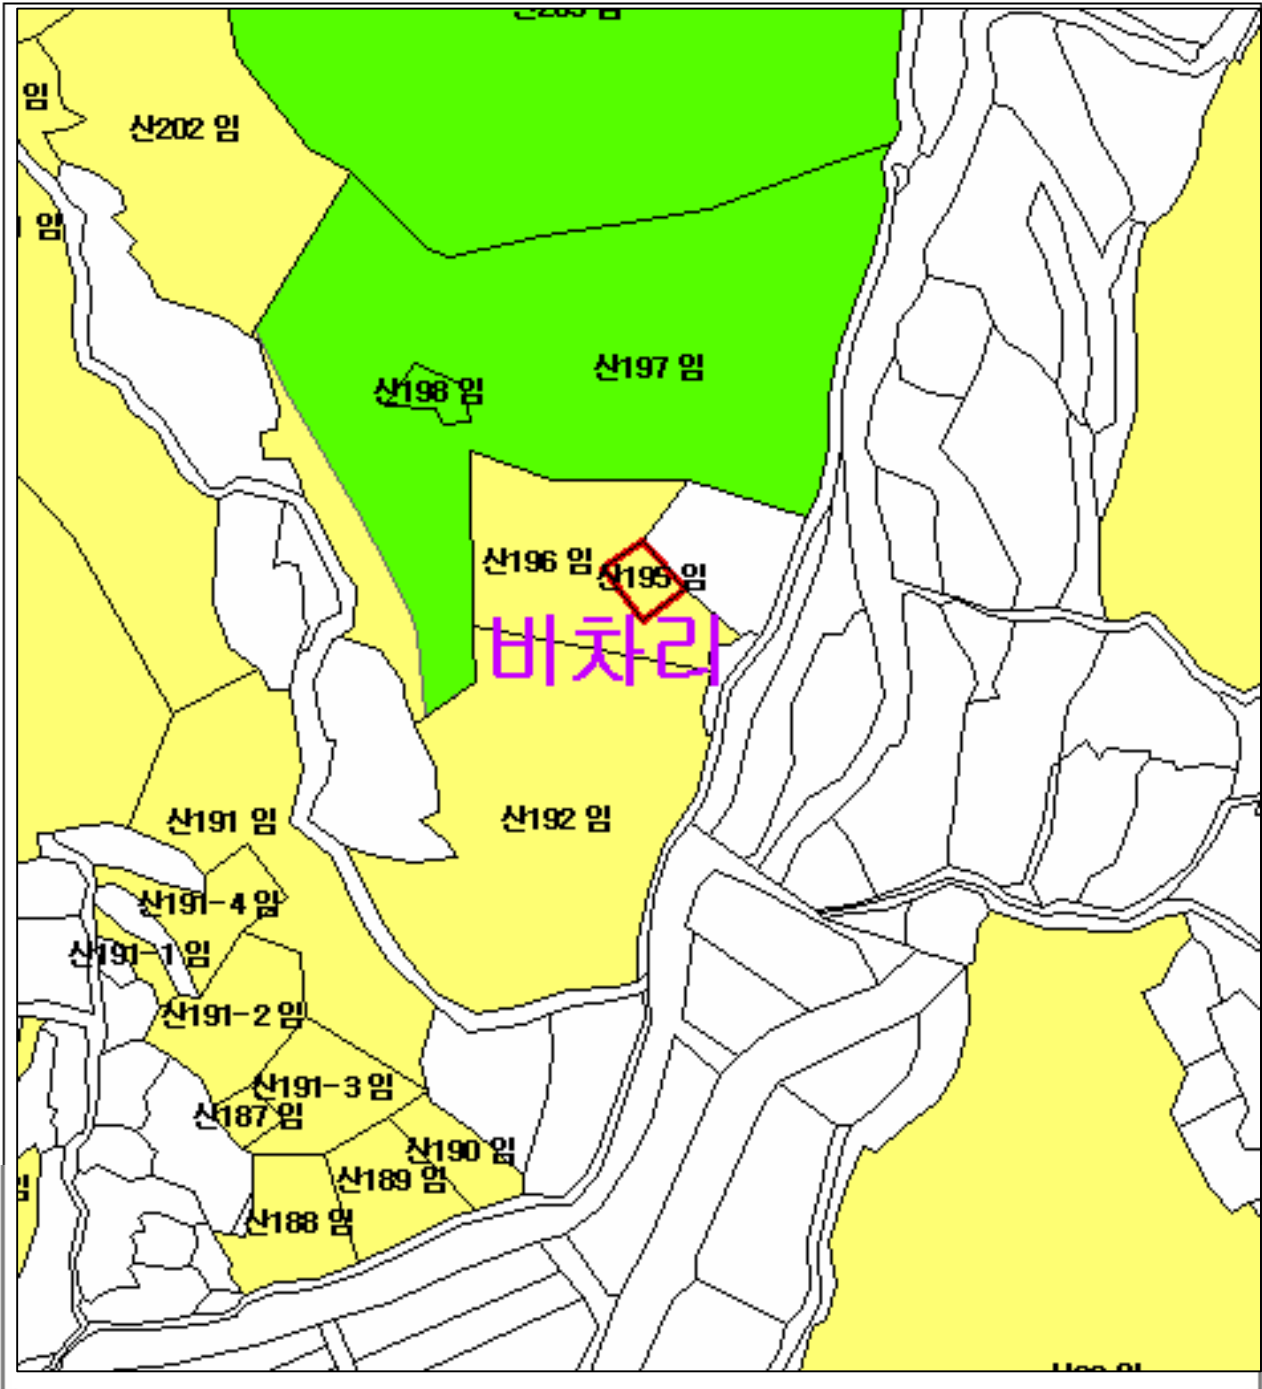 임
산202 임
임
산197 임
산198 임
산196 임
산195 임
비차리
산192 임
산191 임
산191-4 임
산191-1 임
산191-2 임
산191-3 임
산187 임
산190 임
산189 임
산188 임